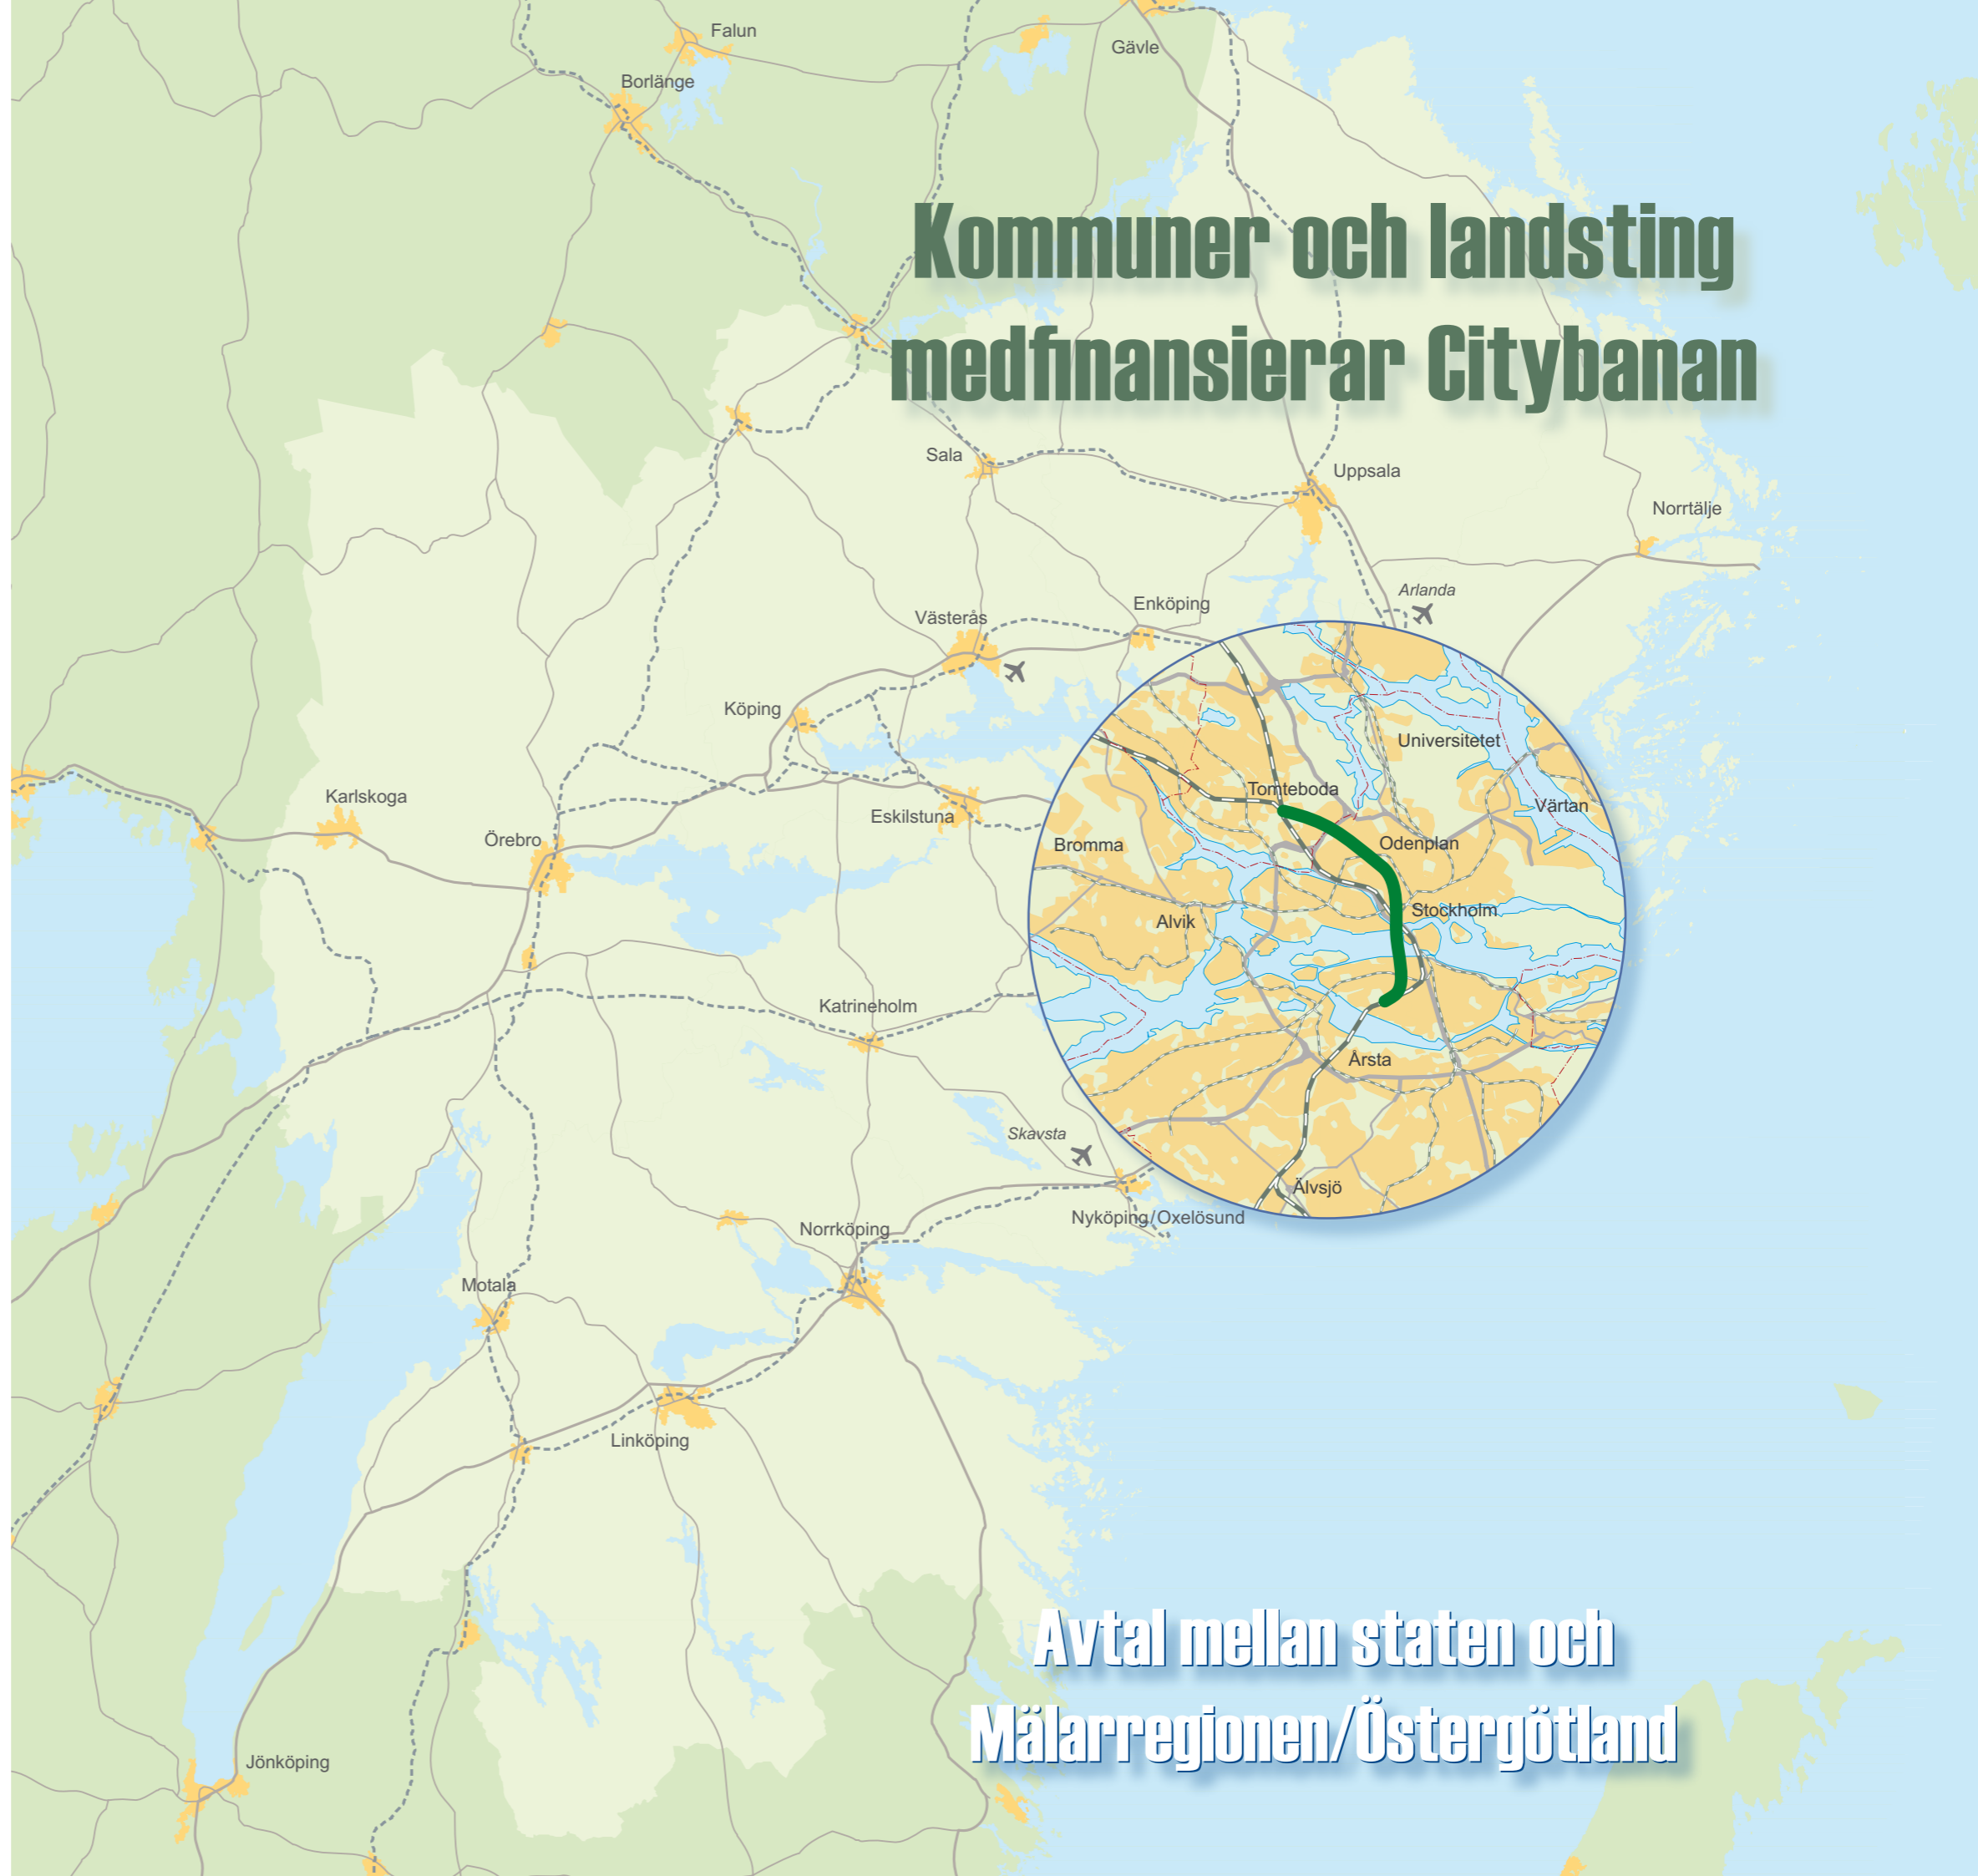 Falun
Gävle
Borlänge
Kommuner och landsting
medfinansierar Citybanan
Sala
Uppsala
Norrtälje
Arlanda
Enköping
Västerås
Köping
Universitetet
Tomteboda
Karlskoga
Värtan
Eskilstuna
Örebro
Bromma
Odenplan
Stockholm
Alvik
Katrineholm
Årsta
Skavsta
Älvsjö
Nyköping/Oxelösund
Norrköping
Motala
Linköping
Avtal mellan staten och
Mälarregionen/Östergötland
Jönköping